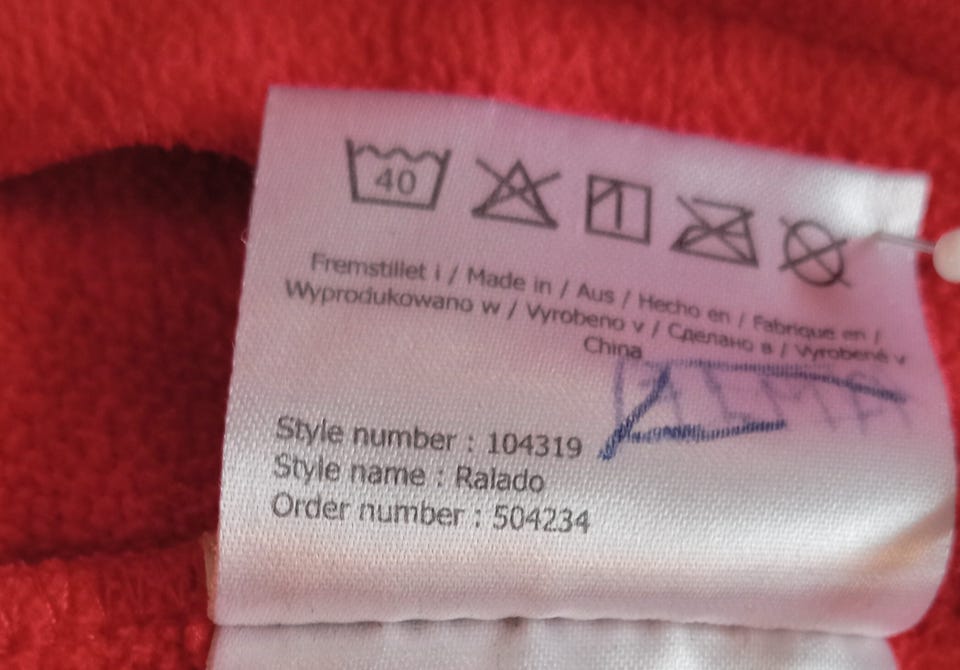 40
Fremstillet i / Made in / Aus / Hecho en / Fabrique en /
Wyprodukowano w / Vyrobeno v / Сделано в / Vyrobené v
China
Style number : 104319
Style name : Ralado
Order number : 504234